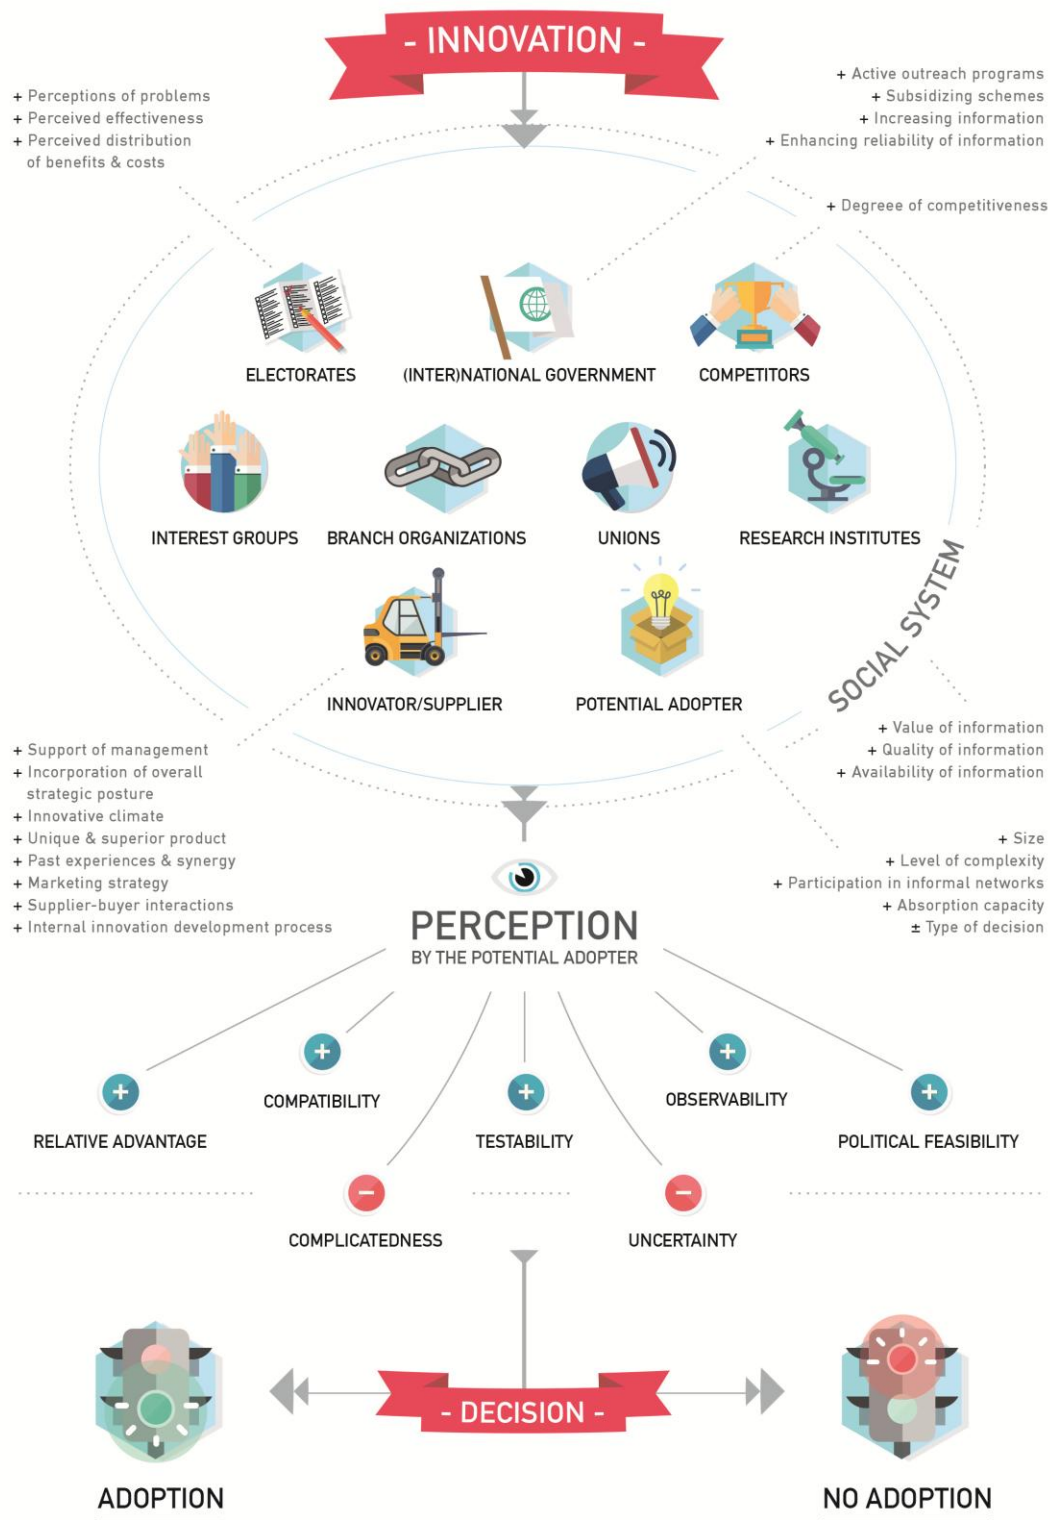 - INNOVATION -
+ Perceptions of problems
+ Perceived effectiveness
+ Perceived distribution
of benefits & costs
+ Active outreach programs
+ Subsidizing schemes
+ Increasing information
+ Enhancing reliability of information
+ Degreee of competitiveness
ELECTORATES
(INTER)NATIONAL GOVERNMENT
COMPETITORS
INTEREST GROUPS
BRANCH ORGANIZATIONS
UNIONS
RESEARCH INSTITUTES
INNOVATOR/SUPPLIER
POTENTIAL ADOPTER
SOCIAL SYSTEM
+ Support of management
+ Incorporation of overall
strategic posture
+ Innovative climate
+ Unique & superior product
+ Past experiences & synergy
+ Marketing strategy
+ Supplier-buyer interactions
+ Internal innovation development process
+ Value of information
+ Quality of information
+ Availability of information
+ Size
+ Level of complexity
+ Participation in informal networks
+ Absorption capacity
± Type of decision
PERCEPTION
BY THE POTENTIAL ADOPTER
+
RELATIVE ADVANTAGE
+
COMPATIBILITY
+
TESTABILITY
+
OBSERVABILITY
+
POLITICAL FEASIBILITY
−
COMPLICATEDNESS
−
UNCERTAINTY
- DECISION -
ADOPTION
NO ADOPTION